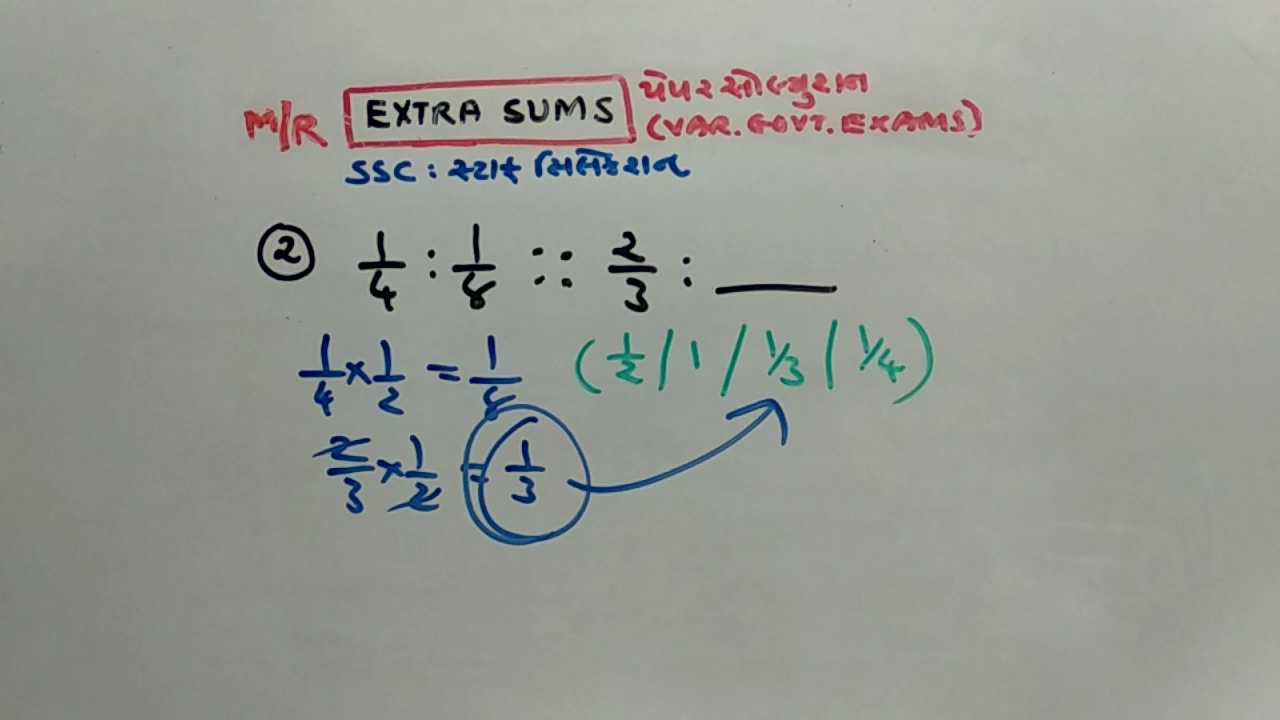 M/R EXTRA SUMS પેપર સોલ્યુશન
(VAR. GOVT. EXAMS)
SSC : સ્ટાફ સિલેકશન
② 1/4 : 1/8 :: 2/3 : ____
(1/2 / 1 / 1/3 / 1/4)
1/4 × 1/2 = 1/8
2/3 × 1/2 = 1/3